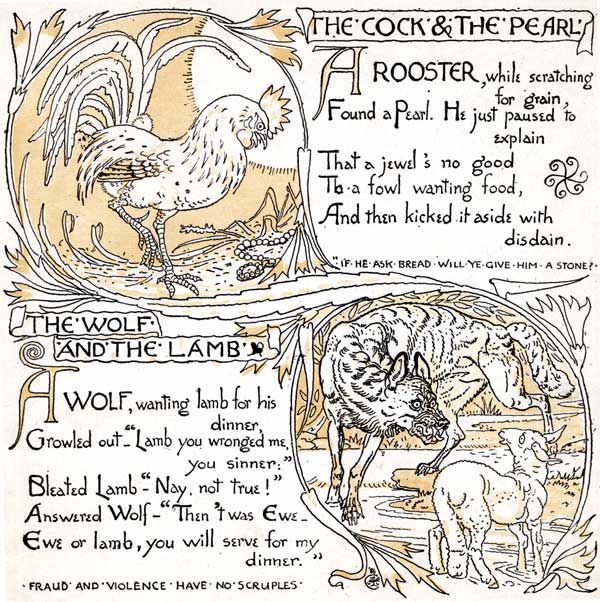 THE·COCK·&·THE·PEARL·
A ROOSTER, while scratching
for grain,
Found a Pearl. He just paused to
explain
That a jewel's no good
To·a fowl wanting food,
And then kicked it aside with
disdain.
"IF·HE·ASK·BREAD·WILL·YE·GIVE·HIM·A STONE?·
THE·WOLF·
AND·THE·LAMB·
A WOLF, wanting lamb for his
dinner,
Growled out—"Lamb you wronged me,
you sinner:"
Bleated Lamb—"Nay, not true!"
Answered Wolf—"Then 't was Ewe—
Ewe or lamb, you will serve for my
dinner."
·FRAUD·AND·VIOLENCE·HAVE·NO·SCRUPLES·